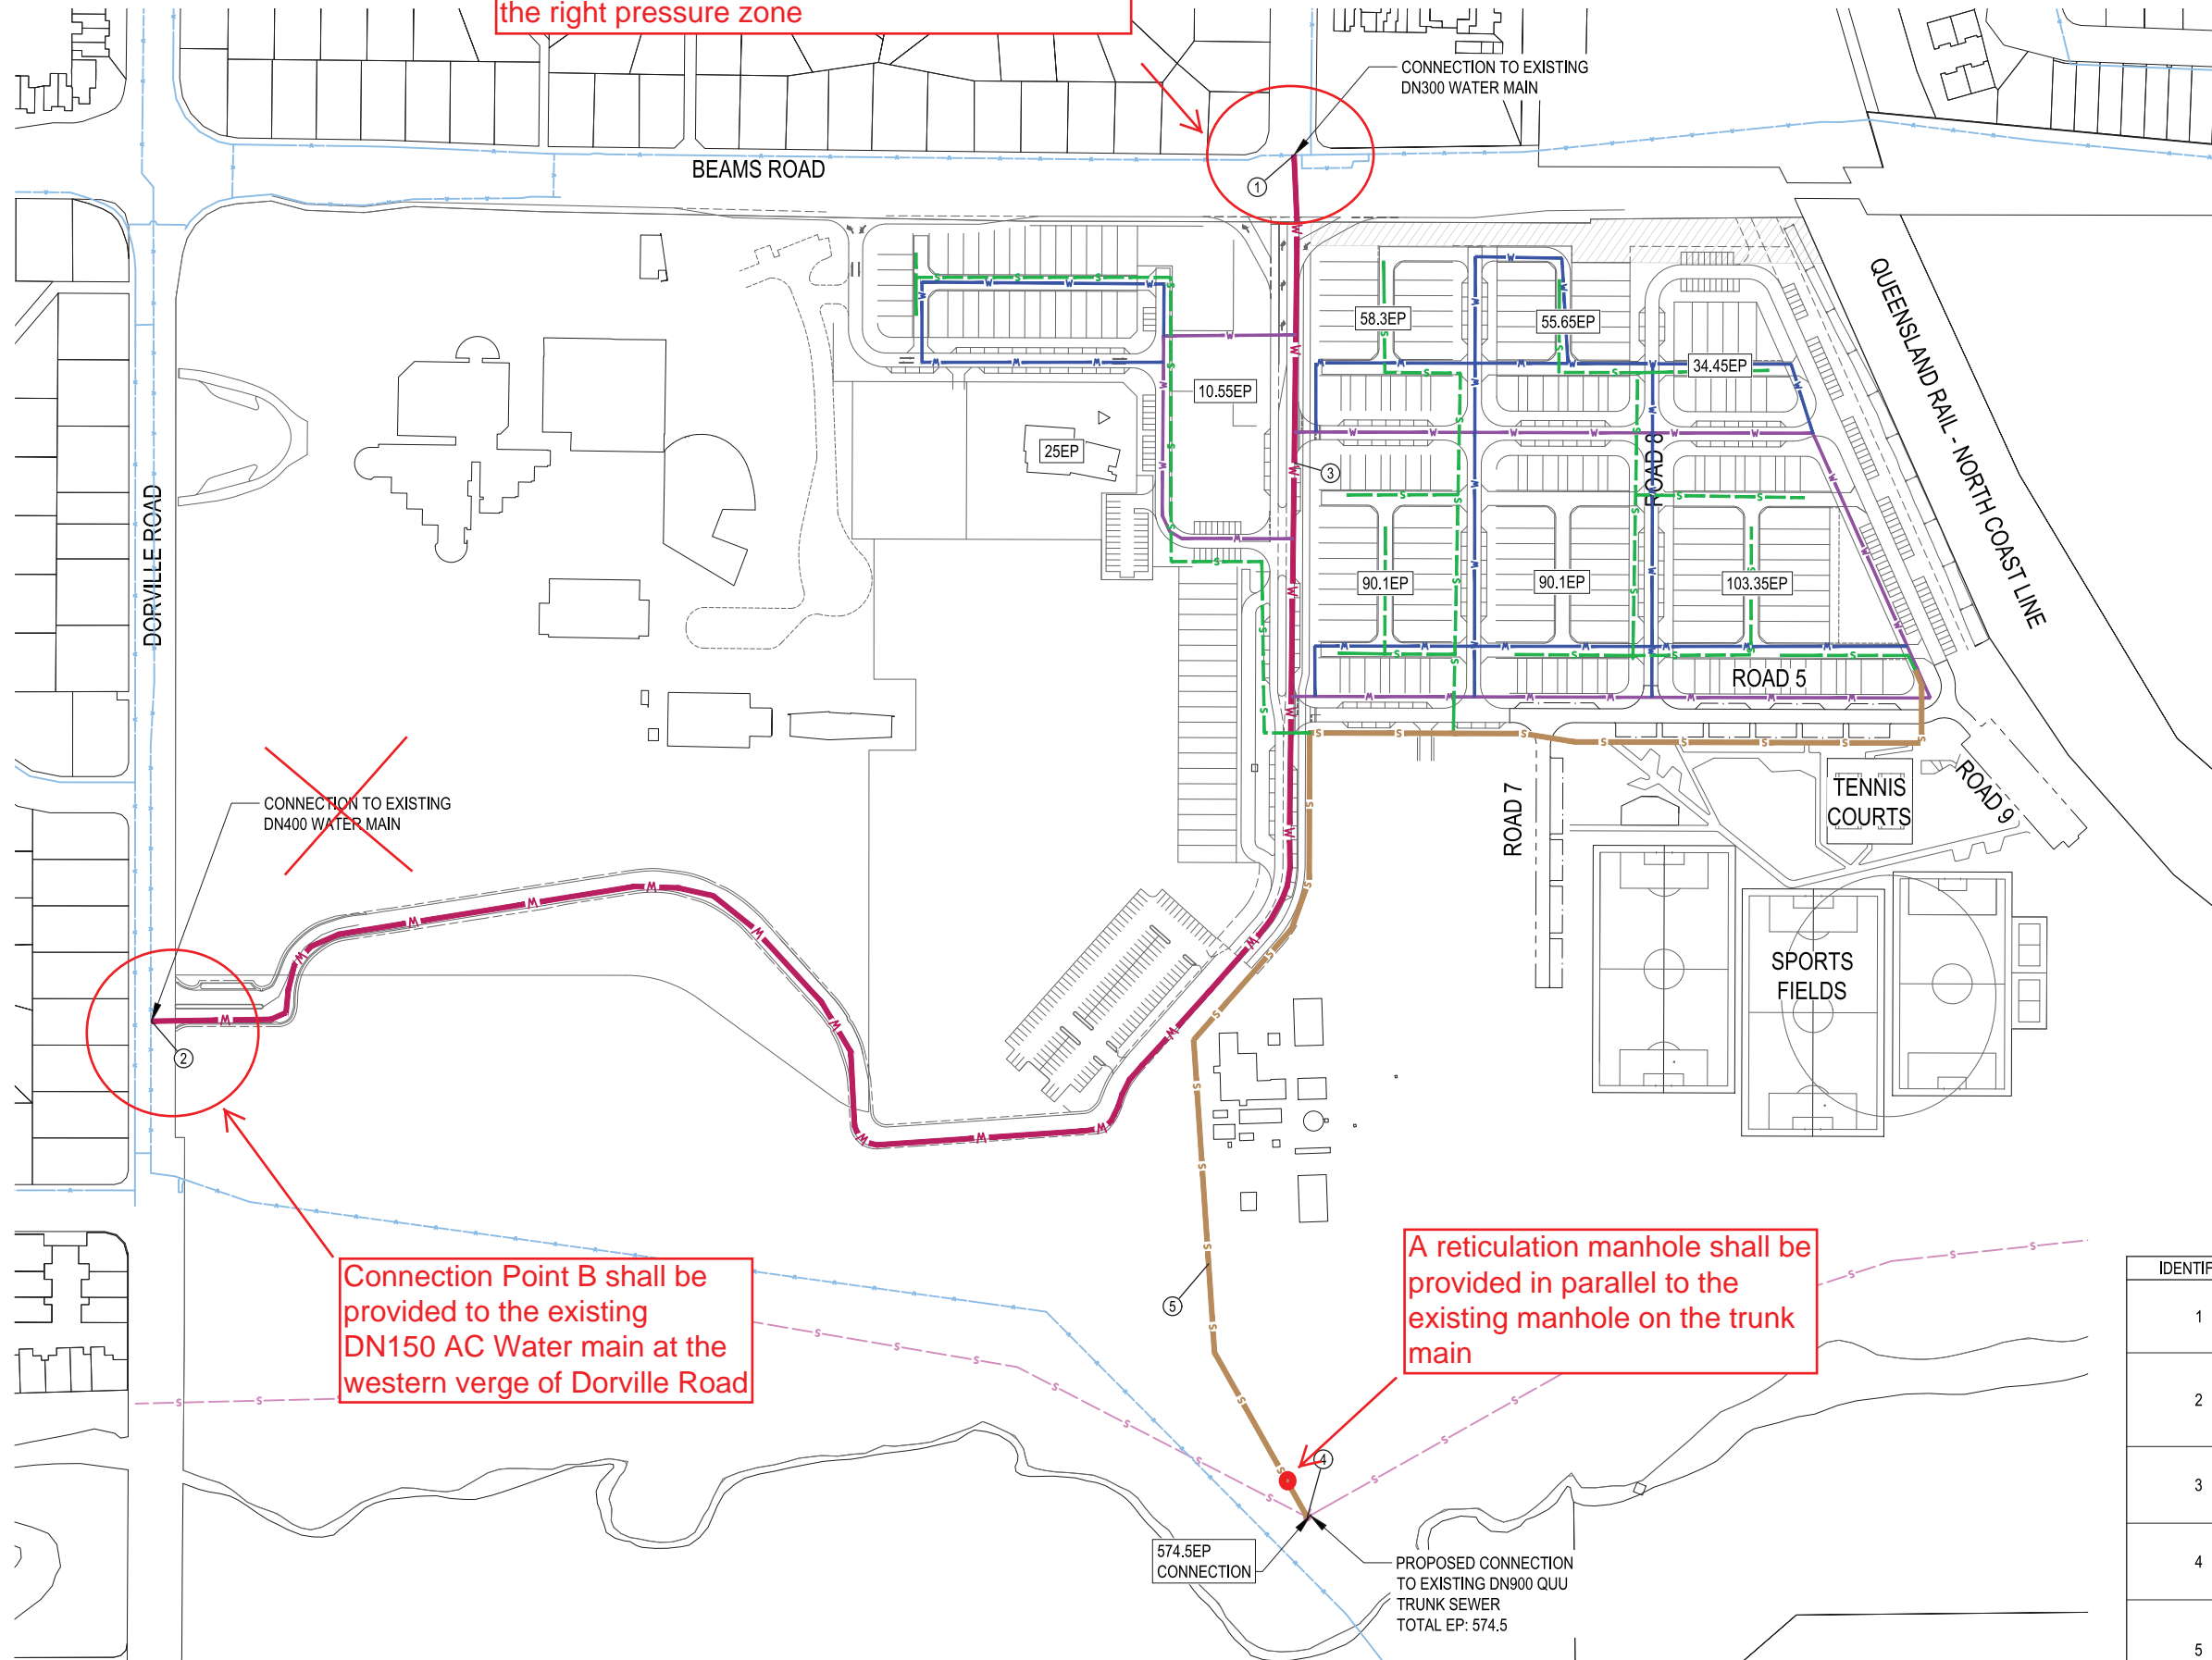 the right pressure zone
CONNECTION TO EXISTING
DN300 WATER MAIN
BEAMS ROAD
1
QUEENSLAND RAIL - NORTH COAST LINE
58.3EP
55.65EP
34.45EP
10.55EP
25EP
3
ROAD 8
DORVILLE ROAD
90.1EP
90.1EP
103.35EP
ROAD 5
CONNECTION TO EXISTING
DN400 WATER MAIN
ROAD 7
TENNIS
COURTS
ROAD 9
SPORTS
FIELDS
2
Connection Point B shall be
provided to the existing
DN150 AC Water main at the
western verge of Dorville Road
A reticulation manhole shall be
provided in parallel to the
existing manhole on the trunk
main
5
4
574.5EP
CONNECTION
PROPOSED CONNECTION
TO EXISTING DN900 QUU
TRUNK SEWER
TOTAL EP: 574.5
IDENTIF
1
2
3
4
5